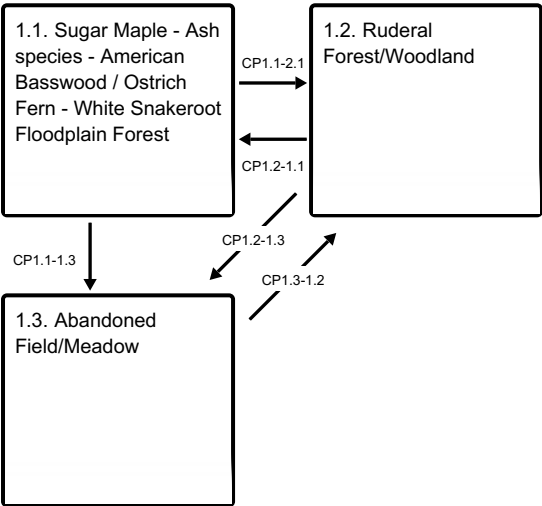 1.1. Sugar Maple - Ash
species - American
Basswood / Ostrich
Fern - White Snakeroot
Floodplain Forest
CP1.1-2.1
1.2. Ruderal
Forest/Woodland
CP1.2-1.1
CP1.1-1.3
CP1.2-1.3
CP1.3-1.2
1.3. Abandoned
Field/Meadow